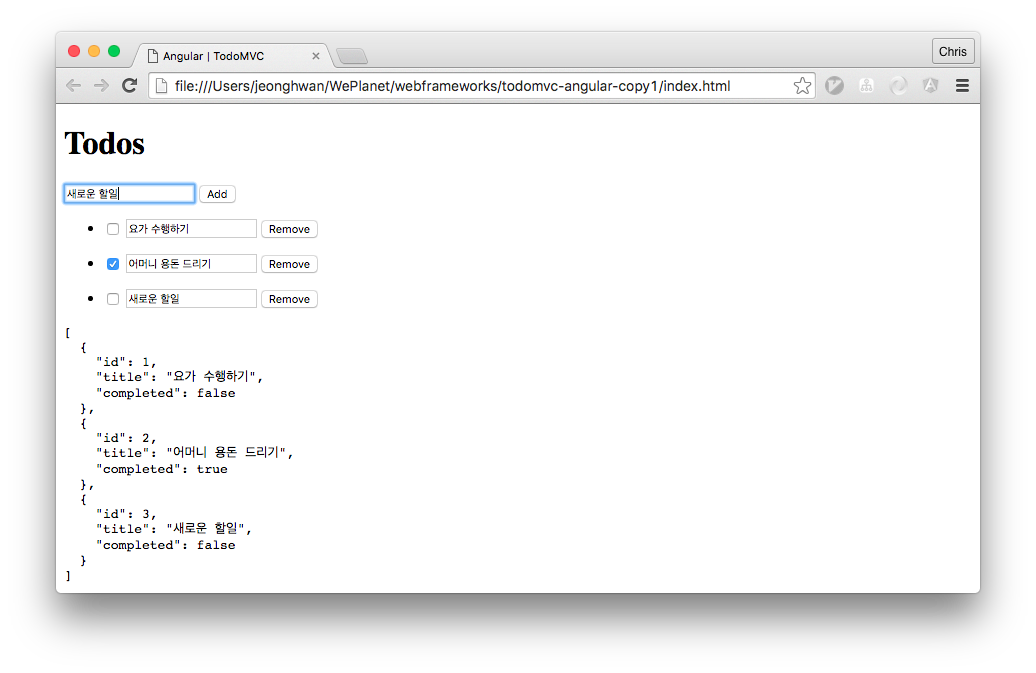 Angular | TodoMVC
Chris
file:///Users/jeonghwan/WePlanet/webframeworks/todomvc-angular-copy1/index.html
Todos
새로운 할일 Add
요가 수행하기 Remove
어머니 용돈 드리기 Remove
새로운 할일 Remove
[
{
"id": 1,
"title": "요가 수행하기",
"completed": false
},
{
"id": 2,
"title": "어머니 용돈 드리기",
"completed": true
},
{
"id": 3,
"title": "새로운 할일",
"completed": false
}
]